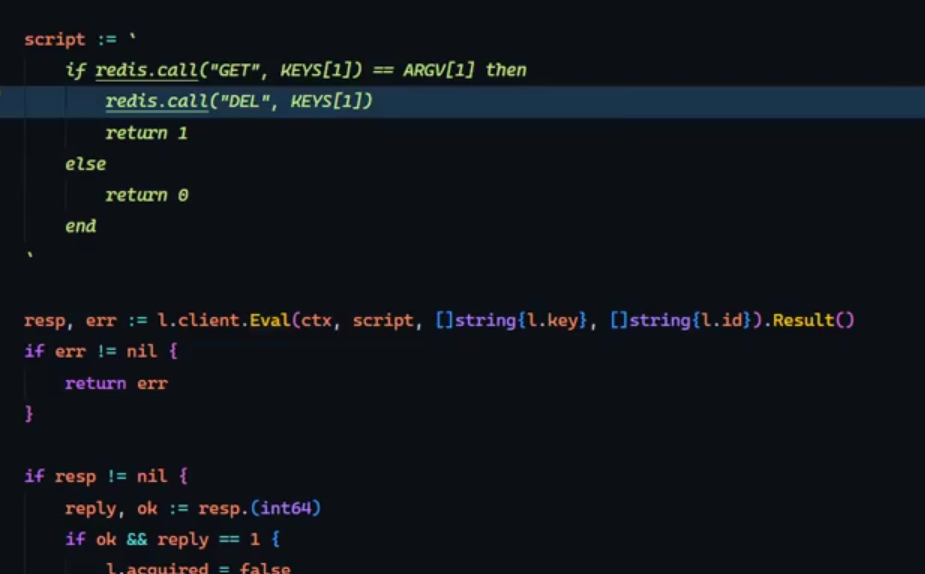 script := `
    if redis.call("GET", KEYS[1]) == ARGV[1] then
        redis.call("DEL", KEYS[1])
        return 1
    else
        return 0
    end
`
resp, err := l.client.Eval(ctx, script, []string{l.key}, []string{l.id}).Result()
if err != nil {
    return err
}
if resp != nil {
    reply, ok := resp.(int64)
    if ok && reply == 1 {
        l.acquired = false